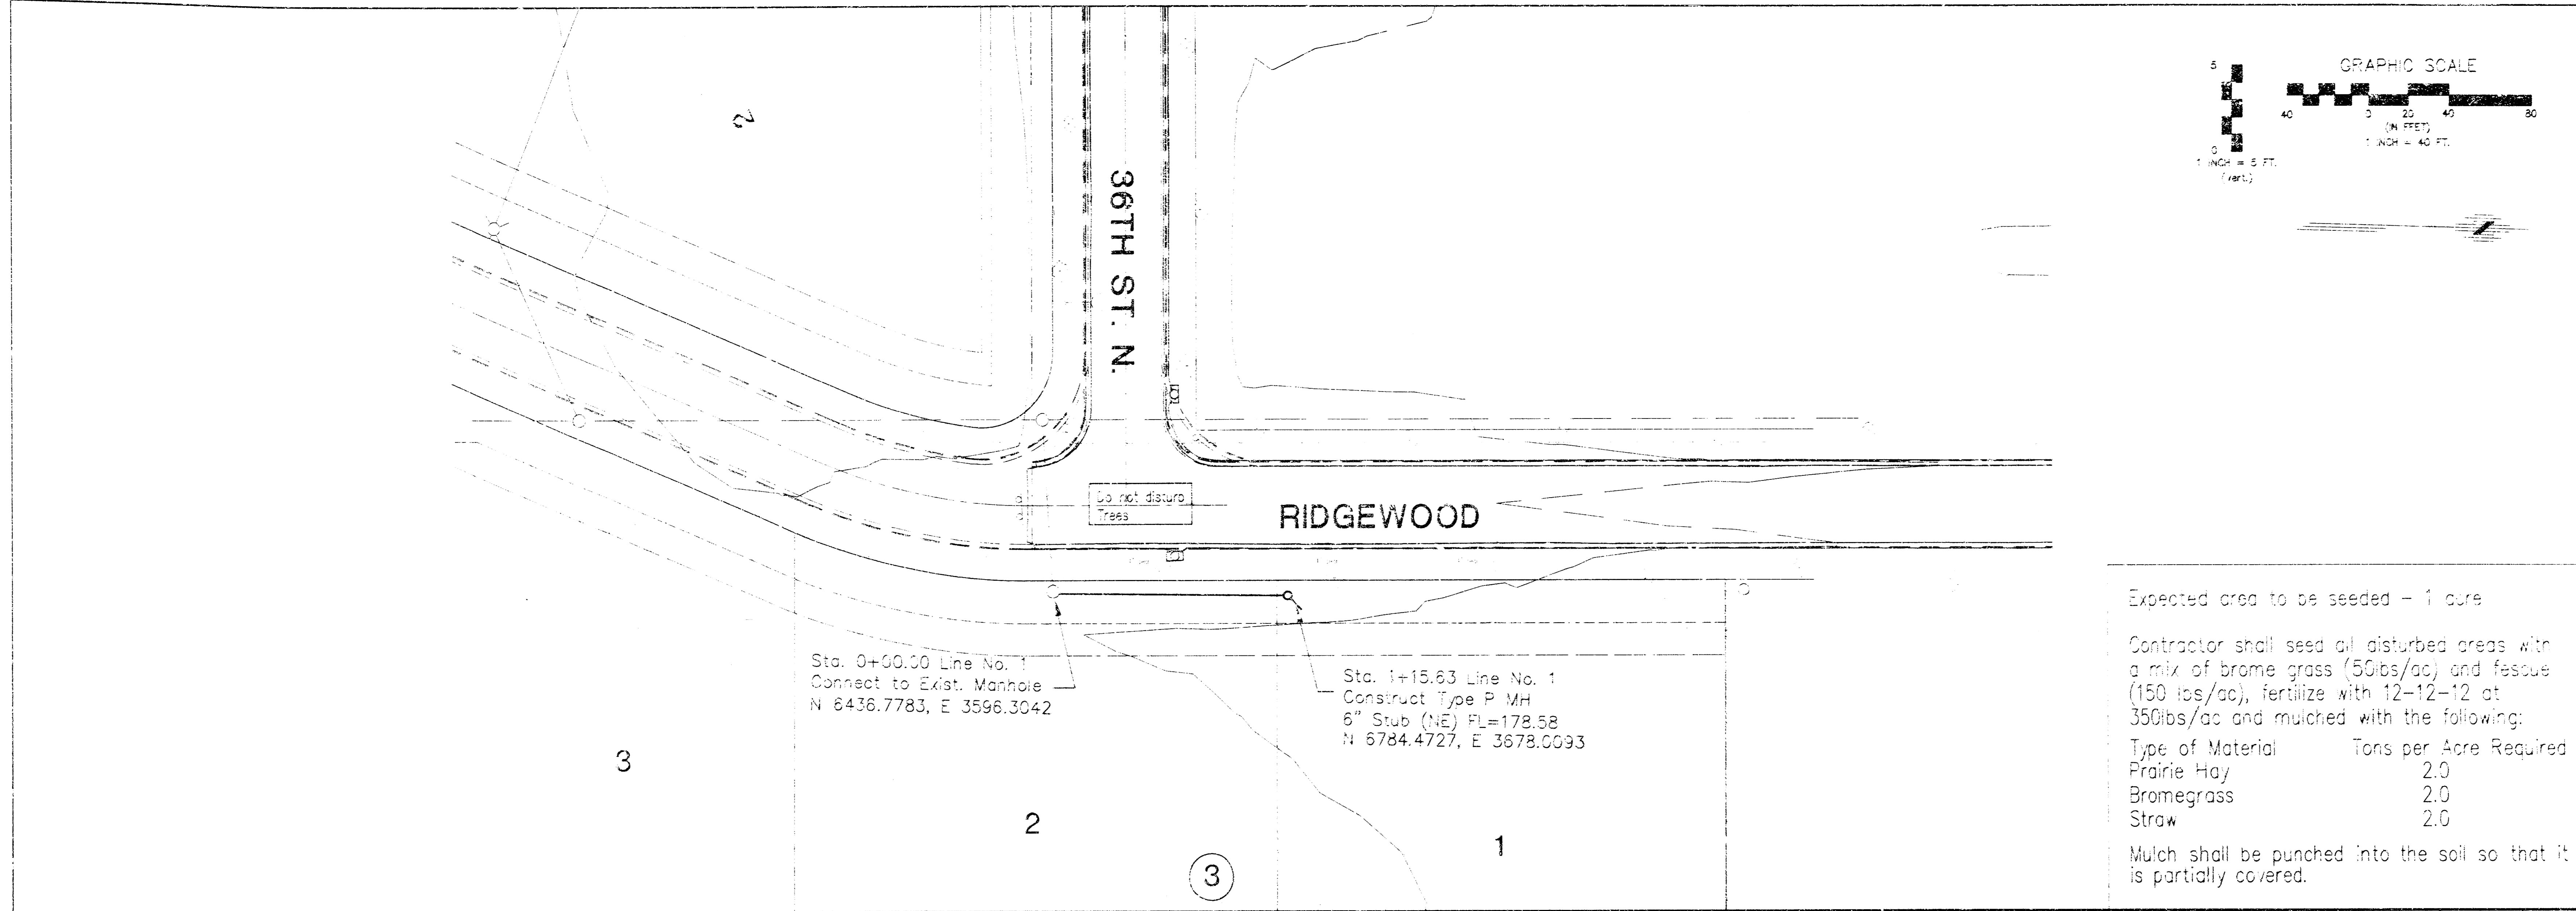 GRAPHIC SCALE
5
0
1 INCH = 5 FT.
(vert.)
40 0 20 40 80
(IN FEET)
1 INCH = 40 FT.
2
36TH ST. N.
Do not disturb
Trees
RIDGEWOOD
Sta. 0+00.00 Line No. 1
Connect to Exist. Manhole
N 6436.7783, E 3596.3042
Sta. 1+15.63 Line No. 1
Construct Type P MH
6" Stub (NE) FL=178.58
N 6784.4727, E 3678.0093
3
2
1
3
Expected area to be seeded - 1 acre
Contractor shall seed all disturbed areas with
a mix of brome grass (50lbs/ac) and fescue
(150 lbs/ac), fertilize with 12-12-12 at
350lbs/ac and mulched with the following:
Type of Material Tons per Acre Required
Prairie Hay 2.0
Bromegrass 2.0
Straw 2.0
Mulch shall be punched into the soil so that it
is partially covered.